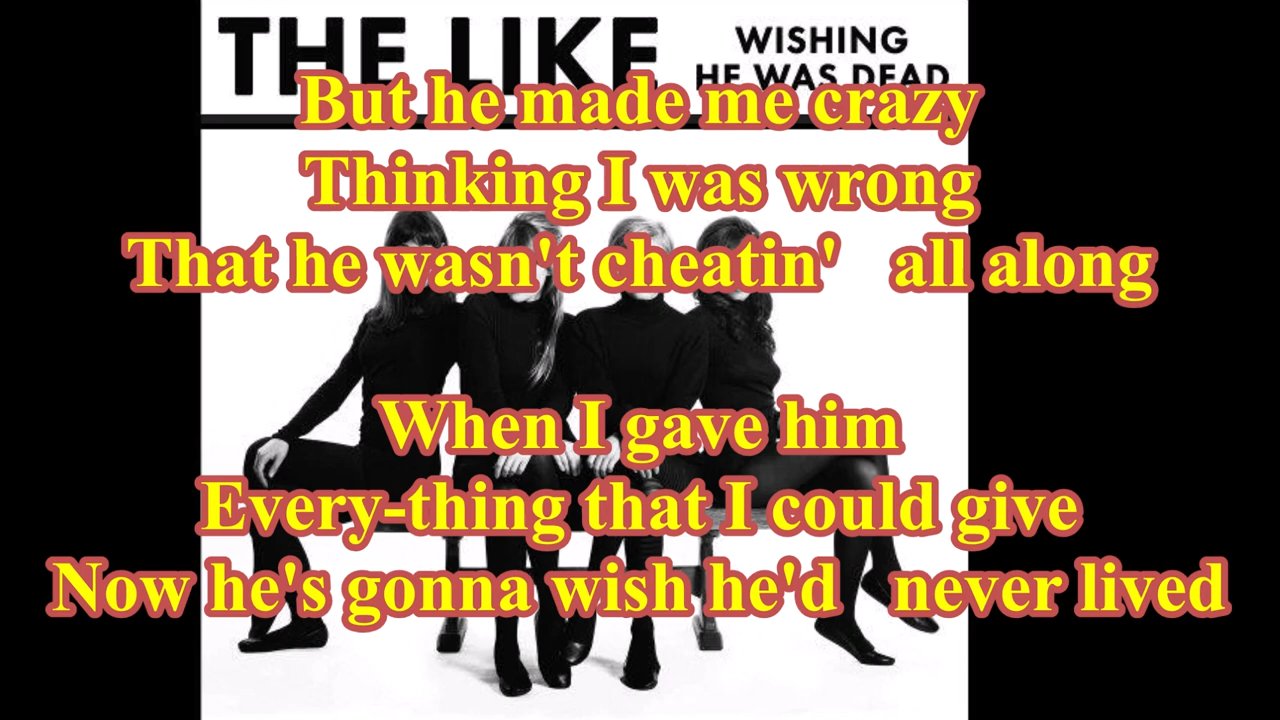 THE LIKE
WISHING
HE WAS DEAD
But he made me crazy
Thinking I was wrong
That he wasn't cheatin' all along
When I gave him
Every-thing that I could give
Now he's gonna wish he'd never lived